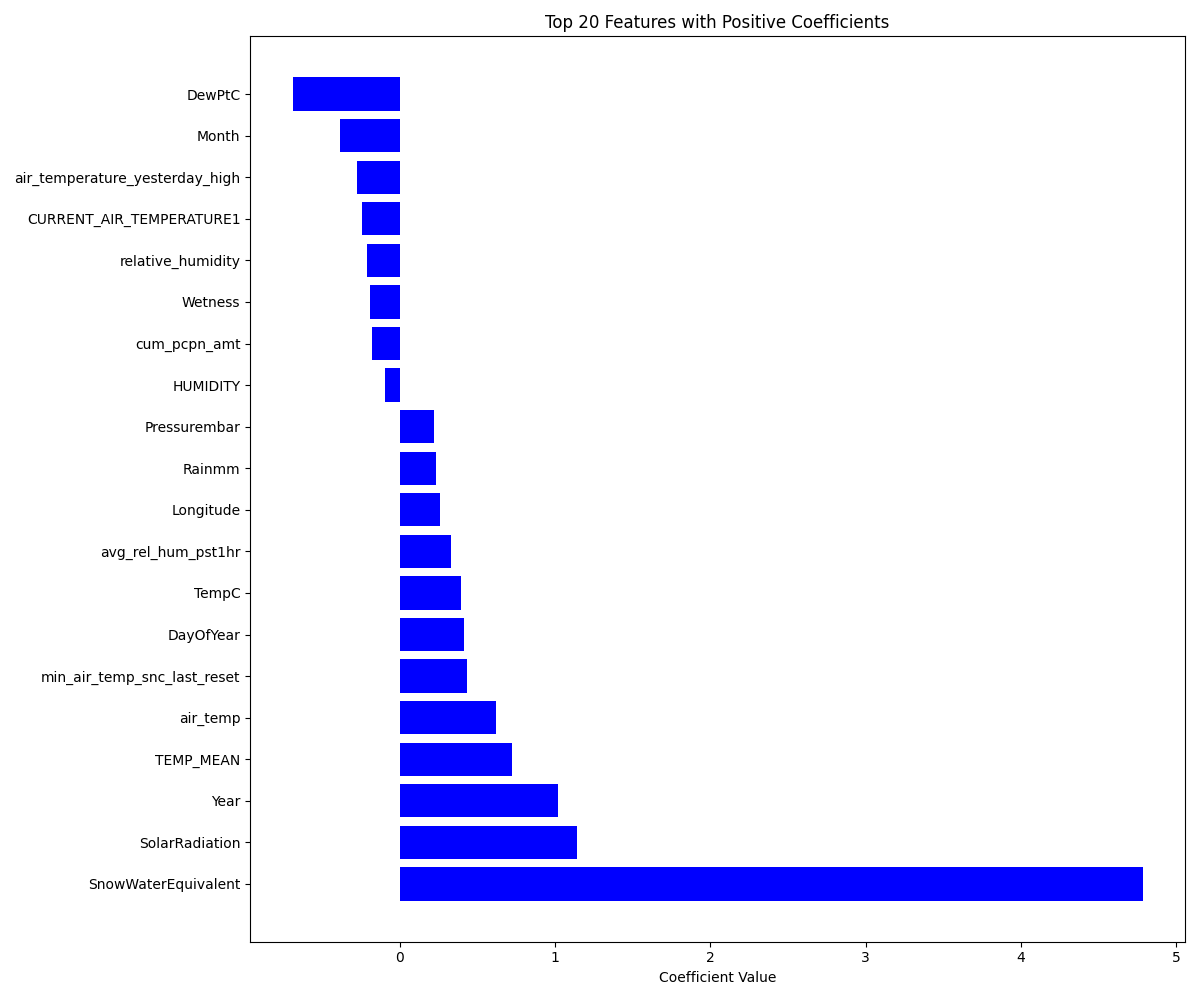 Top 20 Features with Positive Coefficients
DewPtC
Month
air_temperature_yesterday_high
CURRENT_AIR_TEMPERATURE1
relative_humidity
Wetness
cum_pcpn_amt
HUMIDITY
Pressurembar
Rainmm
Longitude
avg_rel_hum_pst1hr
TempC
DayOfYear
min_air_temp_snc_last_reset
air_temp
TEMP_MEAN
Year
SolarRadiation
SnowWaterEquivalent
0 1 2 3 4 5
Coefficient Value